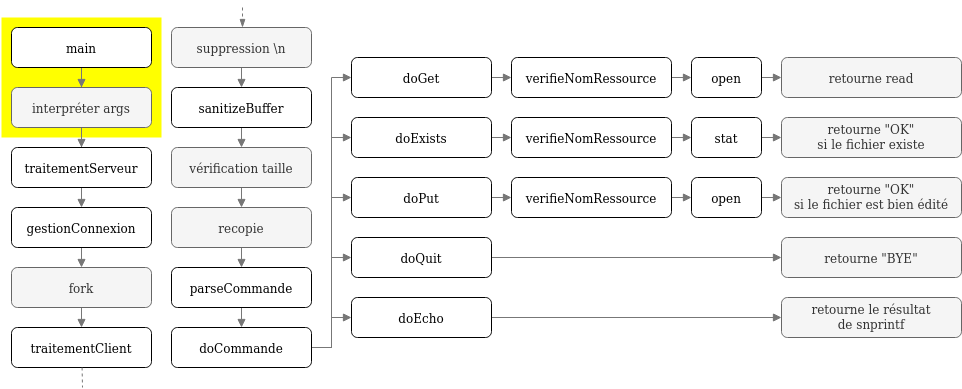 main
interpréter args
traitementServeur
gestionConnexion
fork
traitementClient
suppression \n
sanitizeBuffer
vérification taille
recopie
parseCommande
doCommande
doGet
verifieNomRessource
open
retourne read
doExists
verifieNomRessource
stat
retourne "OK"
si le fichier existe
doPut
verifieNomRessource
open
retourne "OK"
si le fichier est bien édité
doQuit
retourne "BYE"
doEcho
retourne le résultat
de snprintf